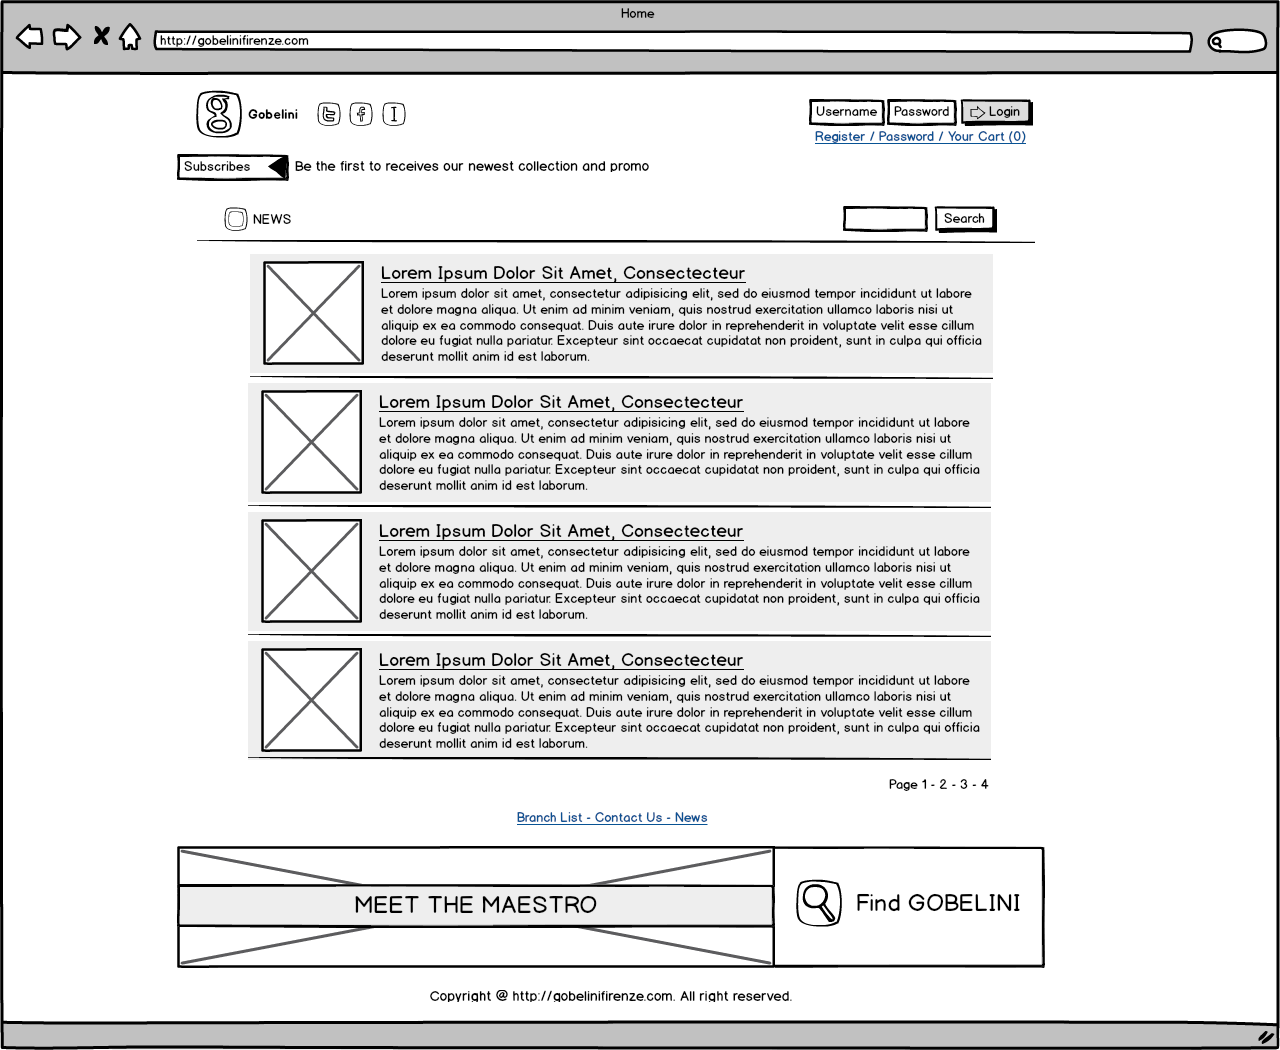 Home
http://gobelinifirenze.com
g Gobelini t f I Username Password Login
Register / Password / Your Cart (0)
Subscribes Be the first to receives our newest collection and promo
NEWS Search
Lorem Ipsum Dolor Sit Amet, Consectecteur
Lorem ipsum dolor sit amet, consectetur adipisicing elit, sed do eiusmod tempor incididunt ut labore
et dolore magna aliqua. Ut enim ad minim veniam, quis nostrud exercitation ullamco laboris nisi ut
aliquip ex ea commodo consequat. Duis aute irure dolor in reprehenderit in voluptate velit esse cillum
dolore eu fugiat nulla pariatur. Excepteur sint occaecat cupidatat non proident, sunt in culpa qui officia
deserunt mollit anim id est laborum.
Lorem Ipsum Dolor Sit Amet, Consectecteur
Lorem ipsum dolor sit amet, consectetur adipisicing elit, sed do eiusmod tempor incididunt ut labore
et dolore magna aliqua. Ut enim ad minim veniam, quis nostrud exercitation ullamco laboris nisi ut
aliquip ex ea commodo consequat. Duis aute irure dolor in reprehenderit in voluptate velit esse cillum
dolore eu fugiat nulla pariatur. Excepteur sint occaecat cupidatat non proident, sunt in culpa qui officia
deserunt mollit anim id est laborum.
Lorem Ipsum Dolor Sit Amet, Consectecteur
Lorem ipsum dolor sit amet, consectetur adipisicing elit, sed do eiusmod tempor incididunt ut labore
et dolore magna aliqua. Ut enim ad minim veniam, quis nostrud exercitation ullamco laboris nisi ut
aliquip ex ea commodo consequat. Duis aute irure dolor in reprehenderit in voluptate velit esse cillum
dolore eu fugiat nulla pariatur. Excepteur sint occaecat cupidatat non proident, sunt in culpa qui officia
deserunt mollit anim id est laborum.
Lorem Ipsum Dolor Sit Amet, Consectecteur
Lorem ipsum dolor sit amet, consectetur adipisicing elit, sed do eiusmod tempor incididunt ut labore
et dolore magna aliqua. Ut enim ad minim veniam, quis nostrud exercitation ullamco laboris nisi ut
aliquip ex ea commodo consequat. Duis aute irure dolor in reprehenderit in voluptate velit esse cillum
dolore eu fugiat nulla pariatur. Excepteur sint occaecat cupidatat non proident, sunt in culpa qui officia
deserunt mollit anim id est laborum.
Page 1 - 2 - 3 - 4
Branch List - Contact Us - News
MEET THE MAESTRO Find GOBELINI
Copyright @ http://gobelinifirenze.com. All right reserved.